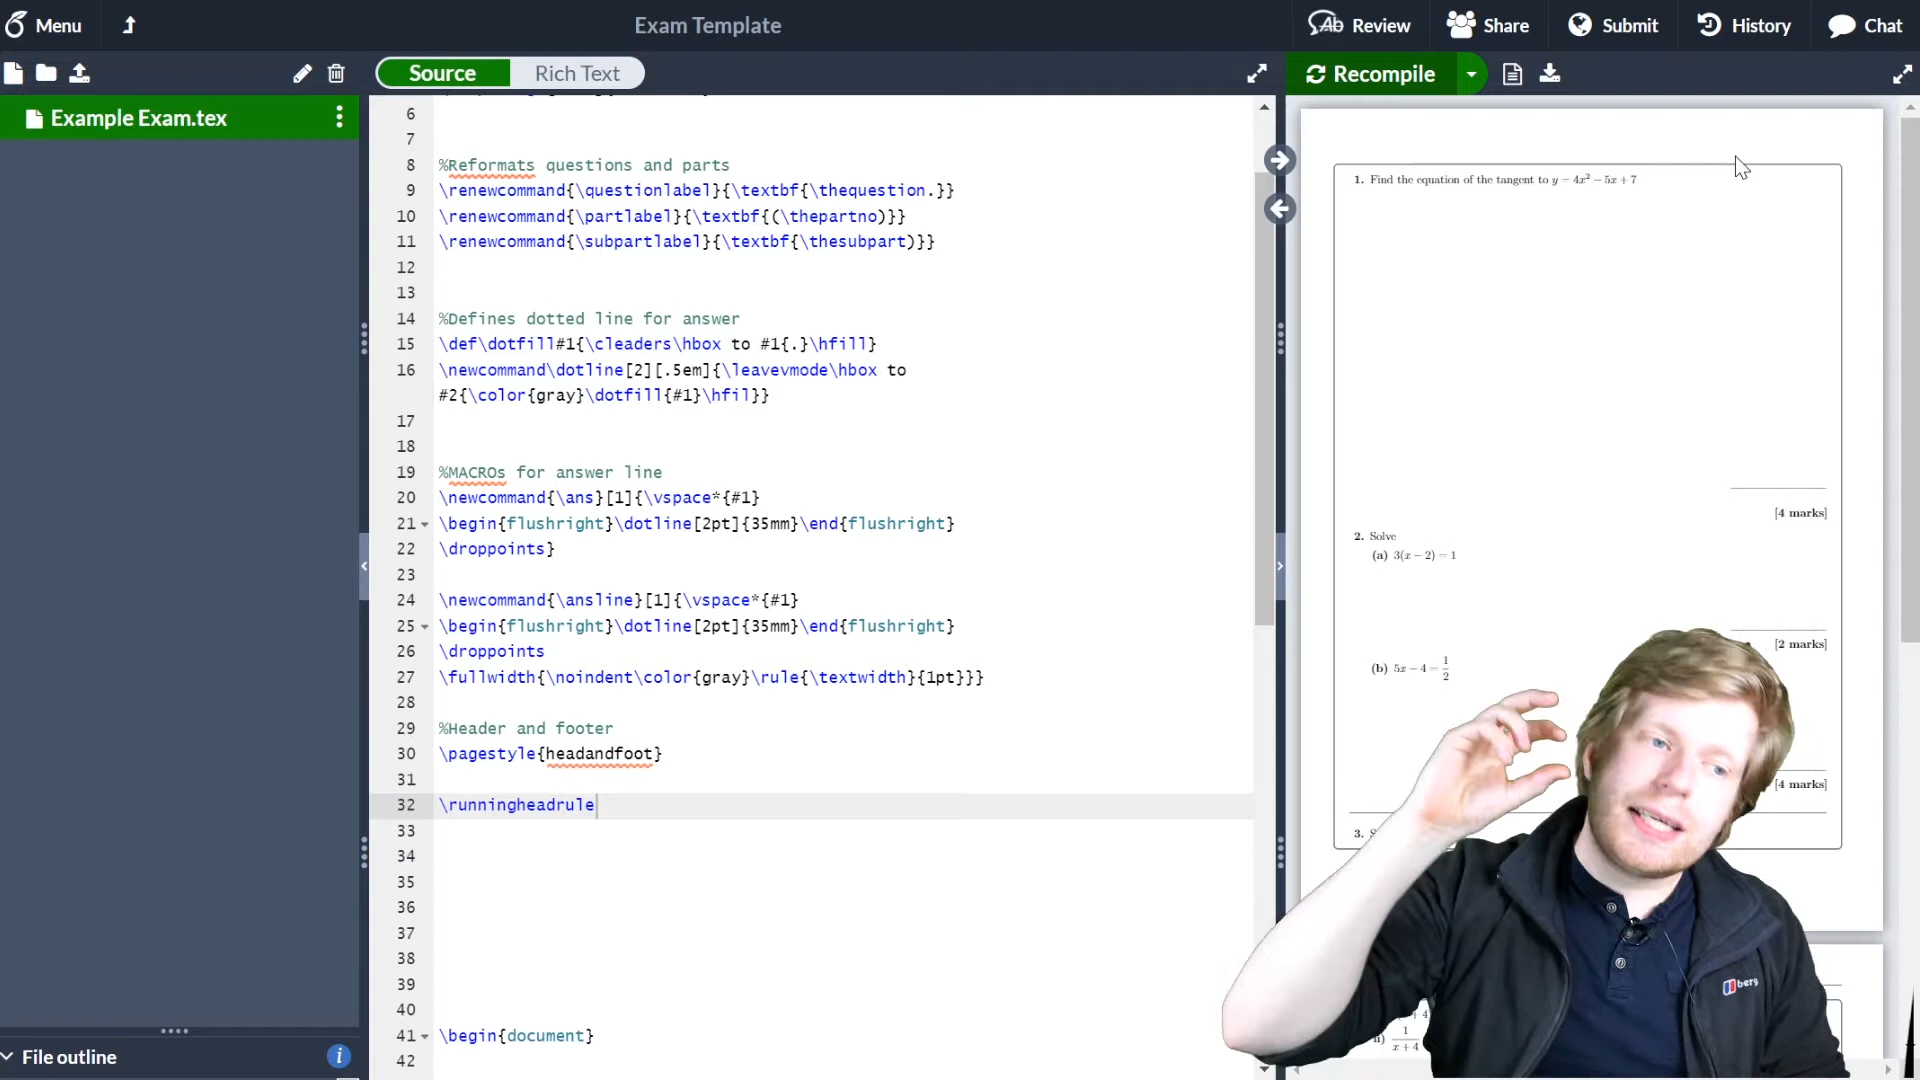 Menu
Exam Template
Review
Share
Submit
History
Chat
Source
Rich Text
Recompile
Example Exam.tex
6
7
8 %Reformats questions and parts
9 \renewcommand{\questionlabel}{\textbf{\thequestion.}}
10 \renewcommand{\partlabel}{\textbf{(\thepartno)}}
11 \renewcommand{\subpartlabel}{\textbf{\thesubpart)}}
12
13
14 %Defines dotted line for answer
15 \def\dotfill#1{\cleaders\hbox to #1{.}\hfill}
16 \newcommand\dotline[2][.5em]{\leavevmode\hbox to
#2{\color{gray}\dotfill{#1}\hfil}}
17
18
19 %MACROs for answer line
20 \newcommand{\ans}[1]{\vspace*{#1}
21 \begin{flushright}\dotline[2pt]{35mm}\end{flushright}
22 \droppoints}
23
24 \newcommand{\ansline}[1]{\vspace*{#1}
25 \begin{flushright}\dotline[2pt]{35mm}\end{flushright}
26 \droppoints
27 \fullwidth{\noindent\color{gray}\rule{\textwidth}{1pt}}}
28
29 %Header and footer
30 \pagestyle{headandfoot}
31
32 \runningheadrule
33
34
35
36
37
38
39
40
41 \begin{document}
42
File outline
1. Find the equation of the tangent to y = 4x² − 5x + 7
[4 marks]
2. Solve
(a) 3(x − 2) = 1
[2 marks]
(b) 5x − 4 = 1/2
[4 marks]
3.
1
x + 4
berg